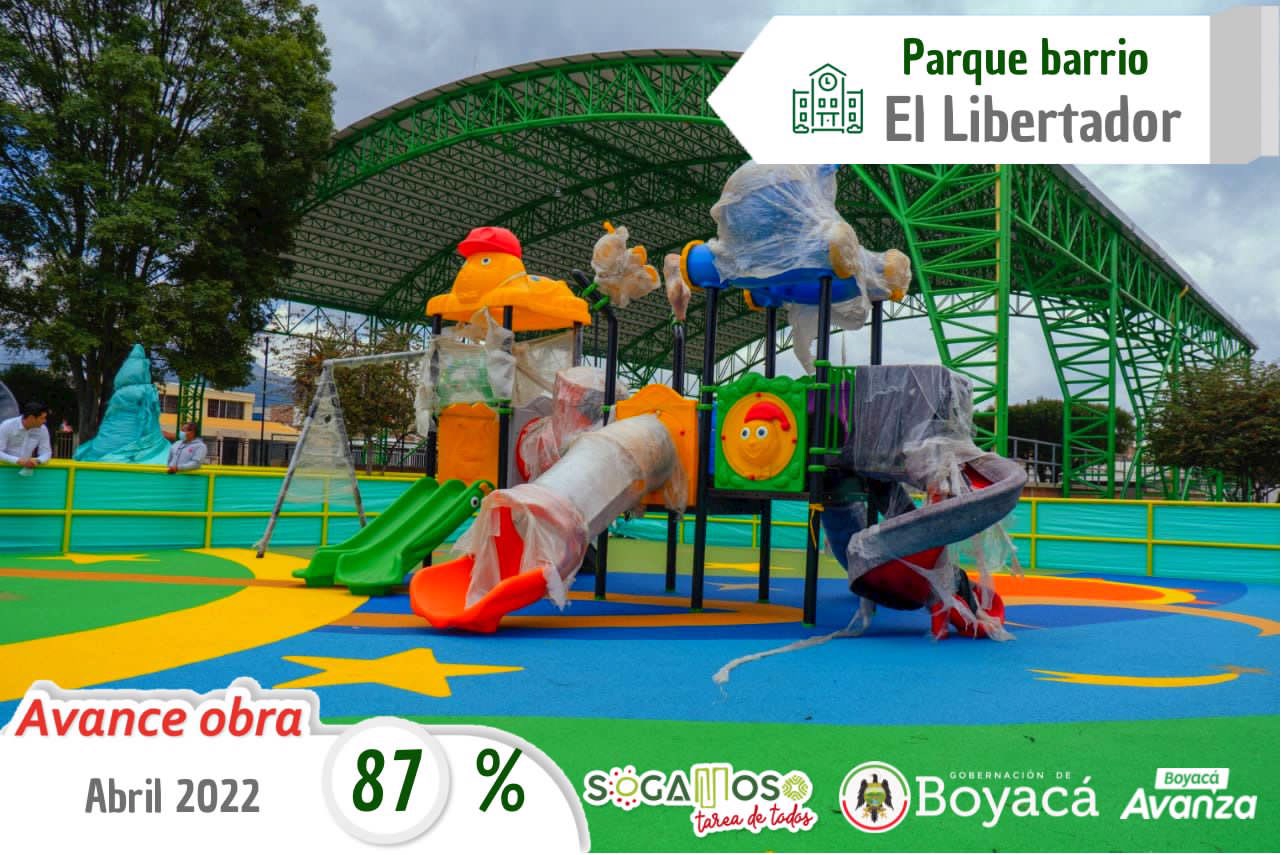 Parque barrio
El Libertador
Avance obra
Abril 2022
87 %
SOGAMOSO
tarea de todos
GOBERNACIÓN DE
Boyacá
Boyacá
Avanza